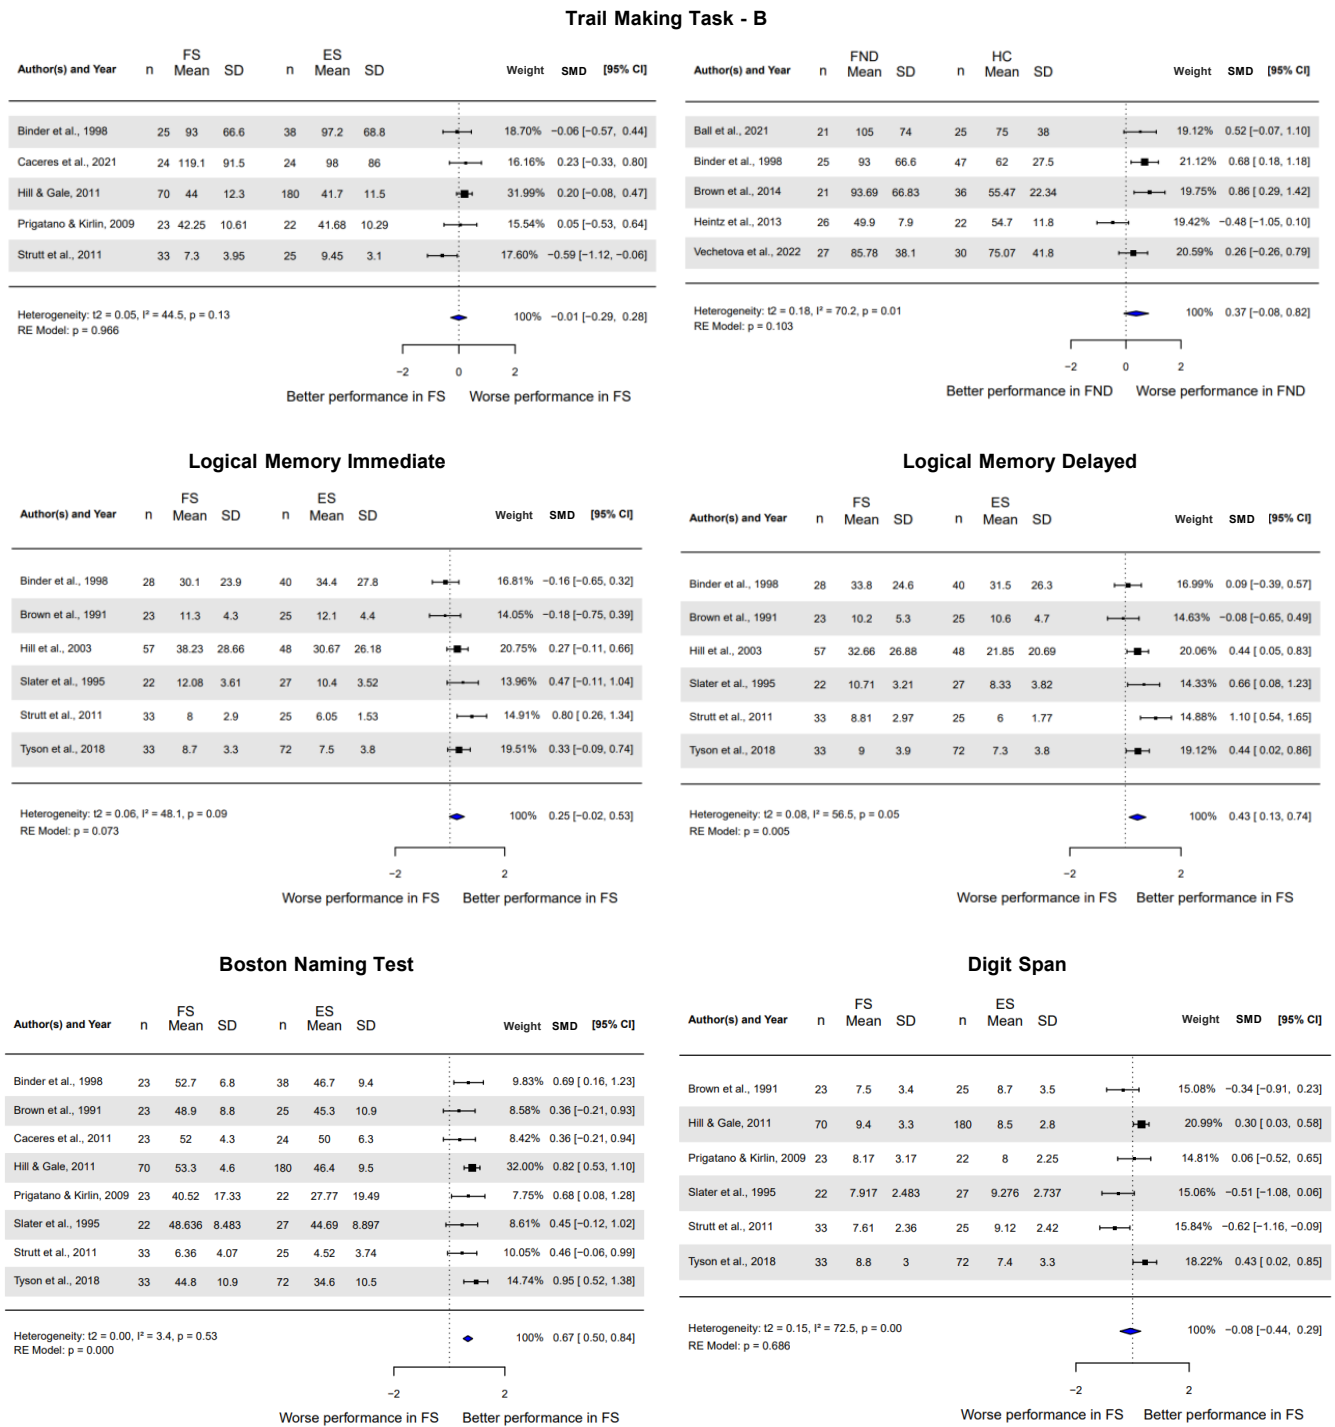 Trail Making Task - B
FS ES
Author(s) and Year n Mean SD n Mean SD Weight SMD [95% CI]
Binder et al., 1998 25 93 66.6 38 97.2 68.8 18.70% −0.06 [−0.57, 0.44]
Caceres et al., 2021 24 119.1 91.5 24 98 86 16.16% 0.23 [−0.33, 0.80]
Hill & Gale, 2011 70 44 12.3 180 41.7 11.5 31.99% 0.20 [−0.08, 0.47]
Prigatano & Kirlin, 2009 23 42.25 10.61 22 41.68 10.29 15.54% 0.05 [−0.53, 0.64]
Strutt et al., 2011 33 7.3 3.95 25 9.45 3.1 17.60% −0.59 [−1.12, −0.06]
Heterogeneity: t2 = 0.05, I² = 44.5, p = 0.13 100% −0.01 [−0.29, 0.28]
RE Model: p = 0.966
−2 0 2
Better performance in FS Worse performance in FS
FND HC
Author(s) and Year n Mean SD n Mean SD Weight SMD [95% CI]
Ball et al., 2021 21 105 74 25 75 38 19.12% 0.52 [−0.07, 1.10]
Binder et al., 1998 25 93 66.6 47 62 27.5 21.12% 0.68 [0.18, 1.18]
Brown et al., 2014 21 93.69 66.83 36 55.47 22.34 19.75% 0.86 [0.29, 1.42]
Heintz et al., 2013 26 49.9 7.9 22 54.7 11.8 19.42% −0.48 [−1.05, 0.10]
Vechetova et al., 2022 27 85.78 38.1 30 75.07 41.8 20.59% 0.26 [−0.26, 0.79]
Heterogeneity: t2 = 0.18, I² = 70.2, p = 0.01 100% 0.37 [−0.08, 0.82]
RE Model: p = 0.103
−2 0 2
Better performance in FND Worse performance in FND
Logical Memory Immediate
FS ES
Author(s) and Year n Mean SD n Mean SD Weight SMD [95% CI]
Binder et al., 1998 28 30.1 23.9 40 34.4 27.8 16.81% −0.16 [−0.65, 0.32]
Brown et al., 1991 23 11.3 4.3 25 12.1 4.4 14.05% −0.18 [−0.75, 0.39]
Hill et al., 2003 57 38.23 28.66 48 30.67 26.18 20.75% 0.27 [−0.11, 0.66]
Slater et al., 1995 22 12.08 3.61 27 10.4 3.52 13.96% 0.47 [−0.11, 1.04]
Strutt et al., 2011 33 8 2.9 25 6.05 1.53 14.91% 0.80 [0.26, 1.34]
Tyson et al., 2018 33 8.7 3.3 72 7.5 3.8 19.51% 0.33 [−0.09, 0.74]
Heterogeneity: t2 = 0.06, I² = 48.1, p = 0.09 100% 0.25 [−0.02, 0.53]
RE Model: p = 0.073
−2 2
Worse performance in FS Better performance in FS
Logical Memory Delayed
FS ES
Author(s) and Year n Mean SD n Mean SD Weight SMD [95% CI]
Binder et al., 1998 28 33.8 24.6 40 31.5 26.3 16.99% 0.09 [−0.39, 0.57]
Brown et al., 1991 23 10.2 5.3 25 10.6 4.7 14.63% −0.08 [−0.65, 0.49]
Hill et al., 2003 57 32.66 26.88 48 21.85 20.69 20.06% 0.44 [ 0.05, 0.83]
Slater et al., 1995 22 10.71 3.21 27 8.33 3.82 14.33% 0.66 [ 0.08, 1.23]
Strutt et al., 2011 33 8.81 2.97 25 6 1.77 14.88% 1.10 [ 0.54, 1.65]
Tyson et al., 2018 33 9 3.9 72 7.3 3.8 19.12% 0.44 [ 0.02, 0.86]
Heterogeneity: t2 = 0.08, I² = 56.5, p = 0.05 100% 0.43 [ 0.13, 0.74]
RE Model: p = 0.005
−2 2
Worse performance in FS Better performance in FS
Boston Naming Test
FS ES
Author(s) and Year n Mean SD n Mean SD Weight SMD [95% CI]
Binder et al., 1998 23 52.7 6.8 38 46.7 9.4 9.83% 0.69 [ 0.16, 1.23]
Brown et al., 1991 23 48.9 8.8 25 45.3 10.9 8.58% 0.36 [−0.21, 0.93]
Caceres et al., 2011 23 52 4.3 24 50 6.3 8.42% 0.36 [−0.21, 0.94]
Hill & Gale, 2011 70 53.3 4.6 180 46.4 9.5 32.00% 0.82 [ 0.53, 1.10]
Prigatano & Kirlin, 2009 23 40.52 17.33 22 27.77 19.49 7.75% 0.68 [ 0.08, 1.28]
Slater et al., 1995 22 48.636 8.483 27 44.69 8.897 8.61% 0.45 [−0.12, 1.02]
Strutt et al., 2011 33 6.36 4.07 25 4.52 3.74 10.05% 0.46 [−0.06, 0.99]
Tyson et al., 2018 33 44.8 10.9 72 34.6 10.5 14.74% 0.95 [ 0.52, 1.38]
Heterogeneity: t2 = 0.00, I² = 3.4, p = 0.53 100% 0.67 [ 0.50, 0.84]
RE Model: p = 0.000
−2 2
Worse performance in FS Better performance in FS
Digit Span
FS ES
Author(s) and Year n Mean SD n Mean SD Weight SMD [95% CI]
Brown et al., 1991 23 7.5 3.4 25 8.7 3.5 15.08% −0.34 [−0.91, 0.23]
Hill & Gale, 2011 70 9.4 3.3 180 8.5 2.8 20.99% 0.30 [ 0.03, 0.58]
Prigatano & Kirlin, 2009 23 8.17 3.17 22 8 2.25 14.81% 0.06 [−0.52, 0.65]
Slater et al., 1995 22 7.917 2.483 27 9.276 2.737 15.06% −0.51 [−1.08, 0.06]
Strutt et al., 2011 33 7.61 2.36 25 9.12 2.42 15.84% −0.62 [−1.16, −0.09]
Tyson et al., 2018 33 8.8 3 72 7.4 3.3 18.22% 0.43 [ 0.02, 0.85]
Heterogeneity: t2 = 0.15, I² = 72.5, p = 0.00 100% −0.08 [−0.44, 0.29]
RE Model: p = 0.686
−2 2
Worse performance in FS Better performance in FS